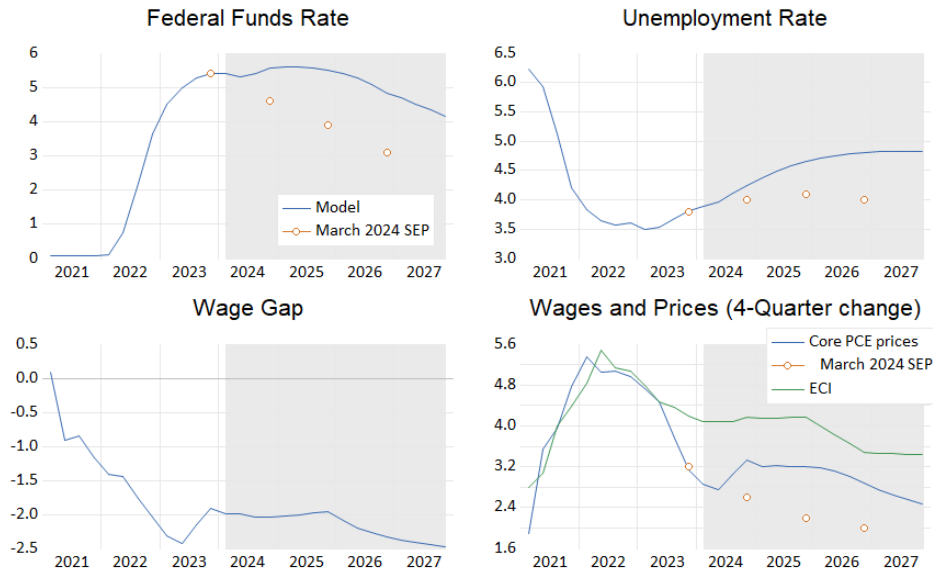 Federal Funds Rate
6
5
4
3
2
1
0
Model
March 2024 SEP
2021 2022 2023 2024 2025 2026 2027
Unemployment Rate
6.5
6.0
5.5
5.0
4.5
4.0
3.5
3.0
2021 2022 2023 2024 2025 2026 2027
Wage Gap
0.5
0.0
-0.5
-1.0
-1.5
-2.0
-2.5
2021 2022 2023 2024 2025 2026 2027
Wages and Prices (4-Quarter change)
Core PCE prices
March 2024 SEP
ECI
5.6
4.8
4.0
3.2
2.4
1.6
2021 2022 2023 2024 2025 2026 2027